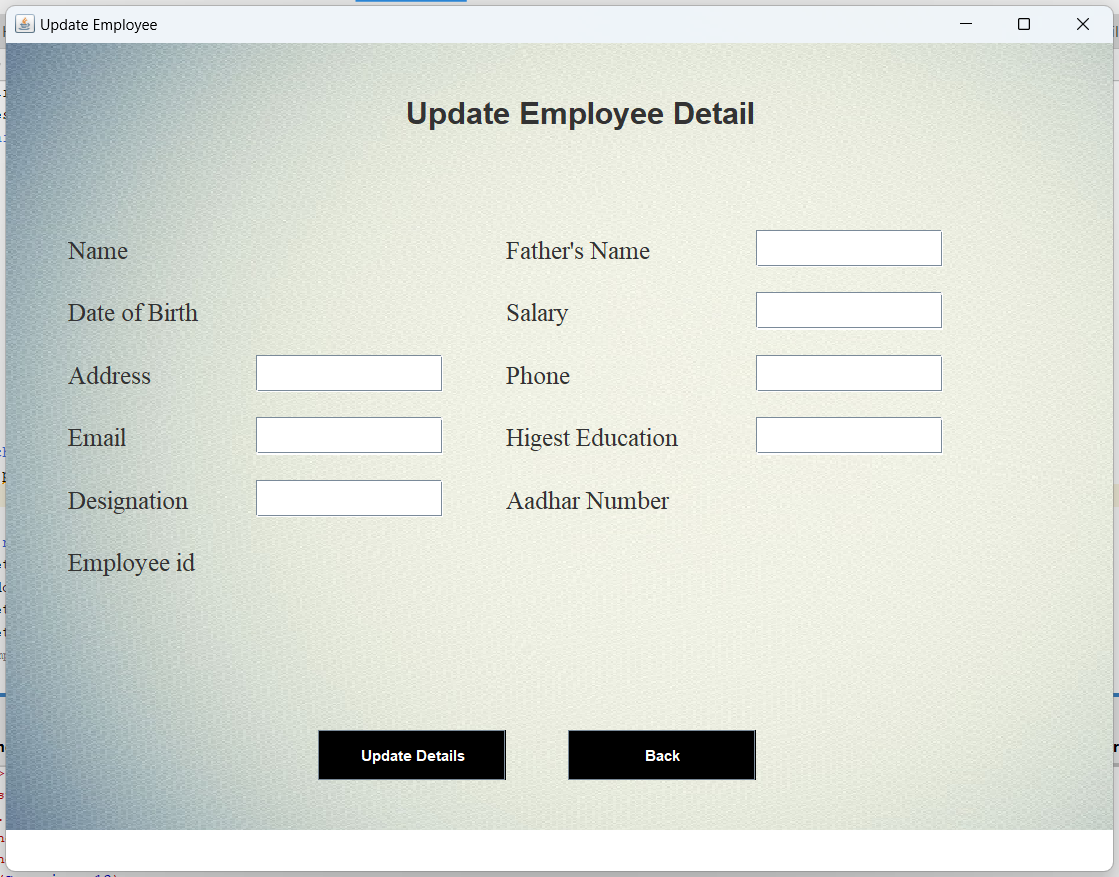 Update Employee
Update Employee Detail
Name
Father's Name
Date of Birth
Salary
Address
Phone
Email
Higest Education
Designation
Aadhar Number
Employee id
Update Details
Back